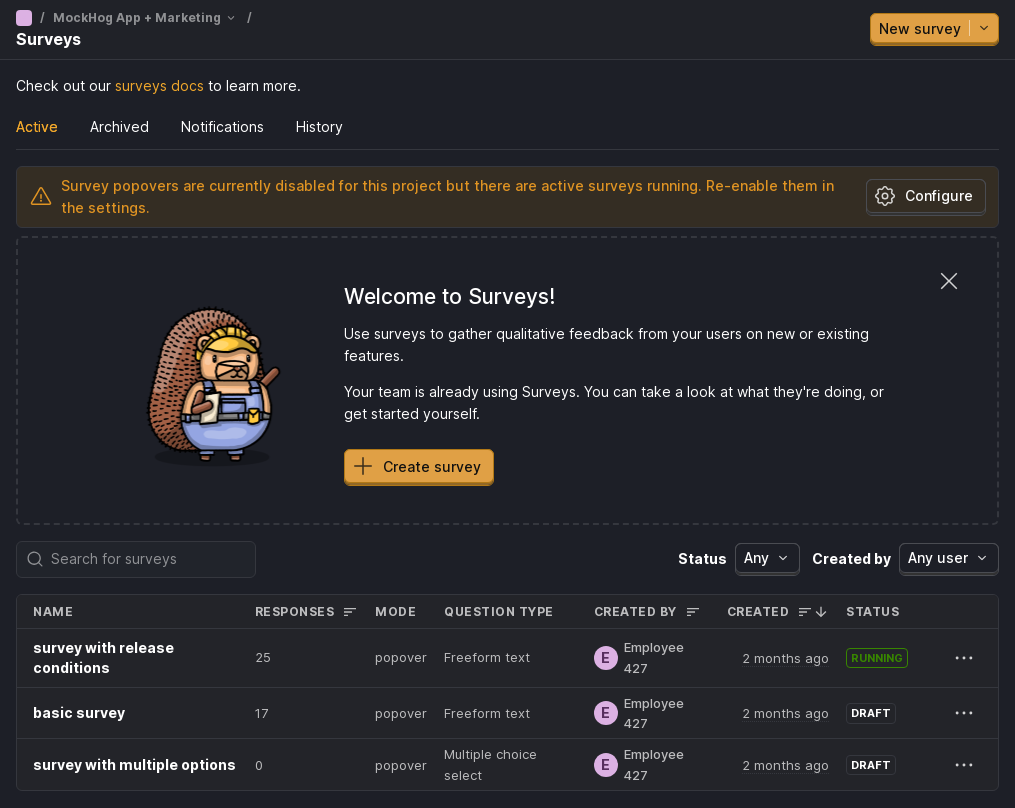 / MockHog App + Marketing /
Surveys
New survey
Check out our surveys docs to learn more.
Active Archived Notifications History
Survey popovers are currently disabled for this project but there are active surveys running. Re-enable them in
the settings.
Configure
Welcome to Surveys!
Use surveys to gather qualitative feedback from your users on new or existing
features.
Your team is already using Surveys. You can take a look at what they're doing, or
get started yourself.
Create survey
Search for surveys
Status Any Created by Any user
NAME RESPONSES MODE QUESTION TYPE CREATED BY CREATED STATUS
survey with release
conditions
25 popover Freeform text
E Employee
427
2 months ago RUNNING
basic survey 17 popover Freeform text
E Employee
427
2 months ago DRAFT
survey with multiple options 0 popover
Multiple choice
select
E Employee
427
2 months ago DRAFT